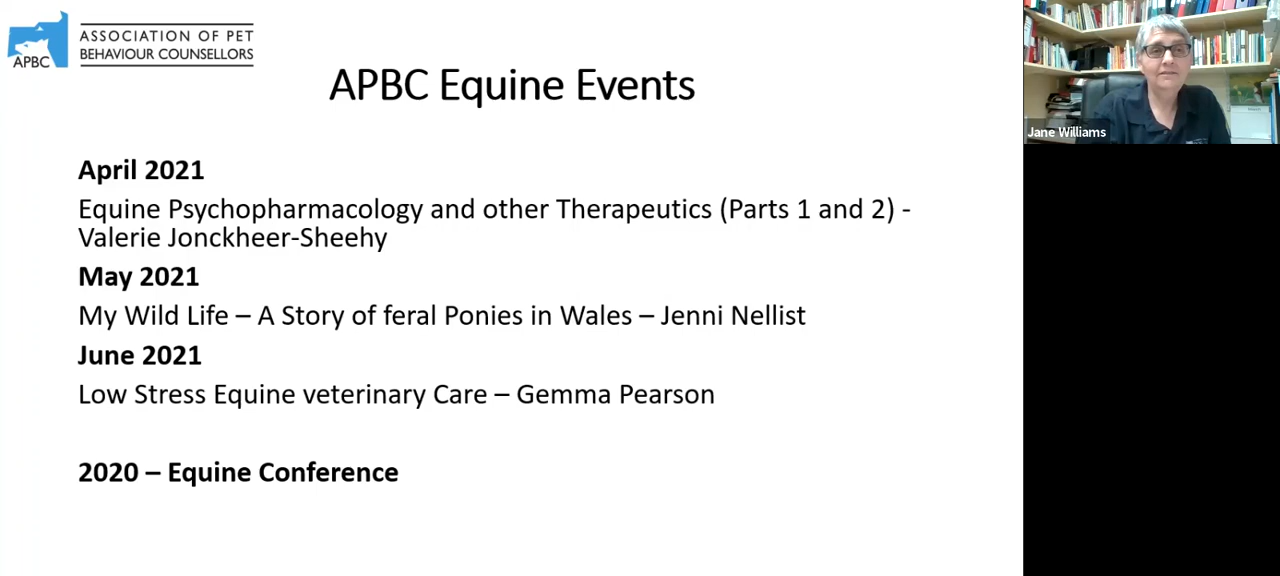 ASSOCIATION OF PET
BEHAVIOUR COUNSELLORS
APBC
APBC Equine Events
April 2021
Equine Psychopharmacology and other Therapeutics (Parts 1 and 2) -
Valerie Jonckheer-Sheehy
May 2021
My Wild Life – A Story of feral Ponies in Wales – Jenni Nellist
June 2021
Low Stress Equine veterinary Care – Gemma Pearson
2020 – Equine Conference
Jane Williams